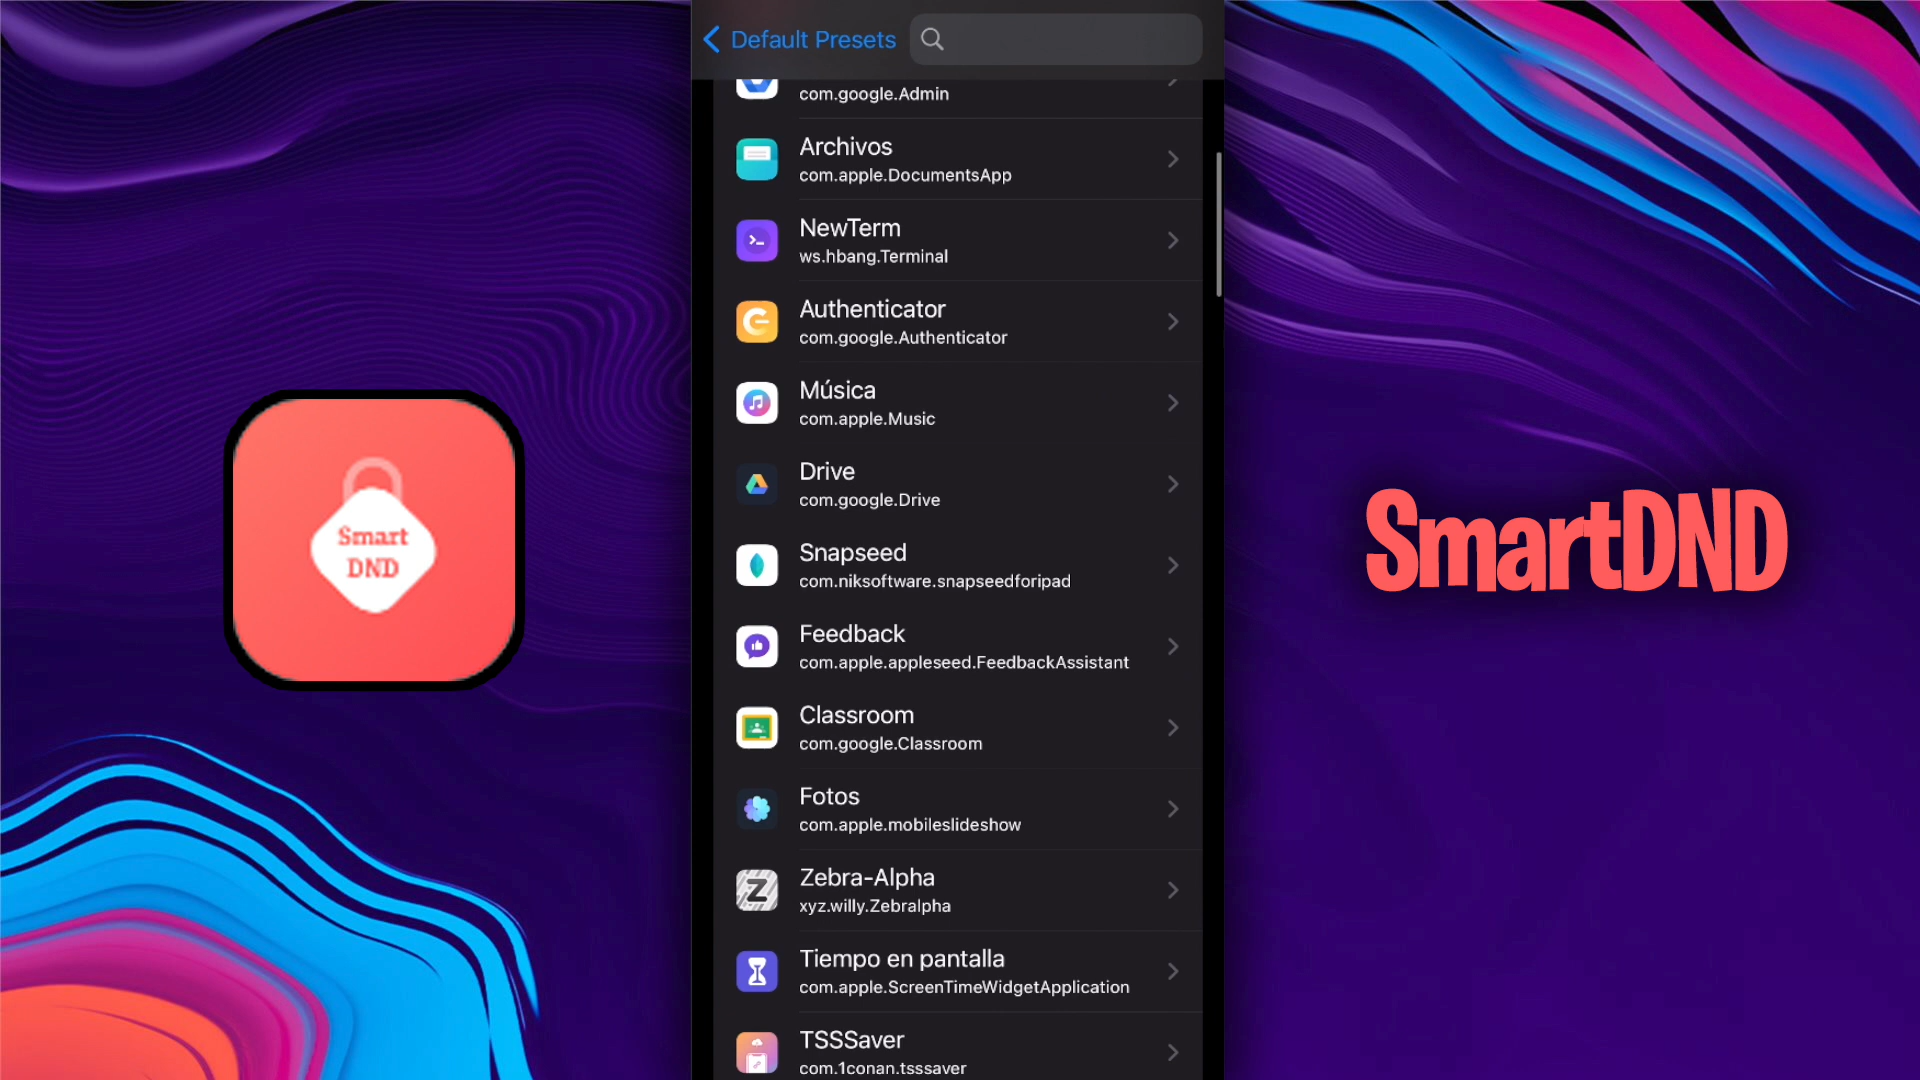 Default Presets
com.google.Admin
Archivos
com.apple.DocumentsApp
NewTerm
ws.hbang.Terminal
Authenticator
com.google.Authenticator
Música
com.apple.Music
Drive
com.google.Drive
Snapseed
com.niksoftware.snapseedforipad
Feedback
com.apple.appleseed.FeedbackAssistant
Classroom
com.google.Classroom
Fotos
com.apple.mobileslideshow
Zebra-Alpha
xyz.willy.Zebralpha
Tiempo en pantalla
com.apple.ScreenTimeWidgetApplication
TSSSaver
com.1conan.tsssaver
Smart
DND
SmartDND